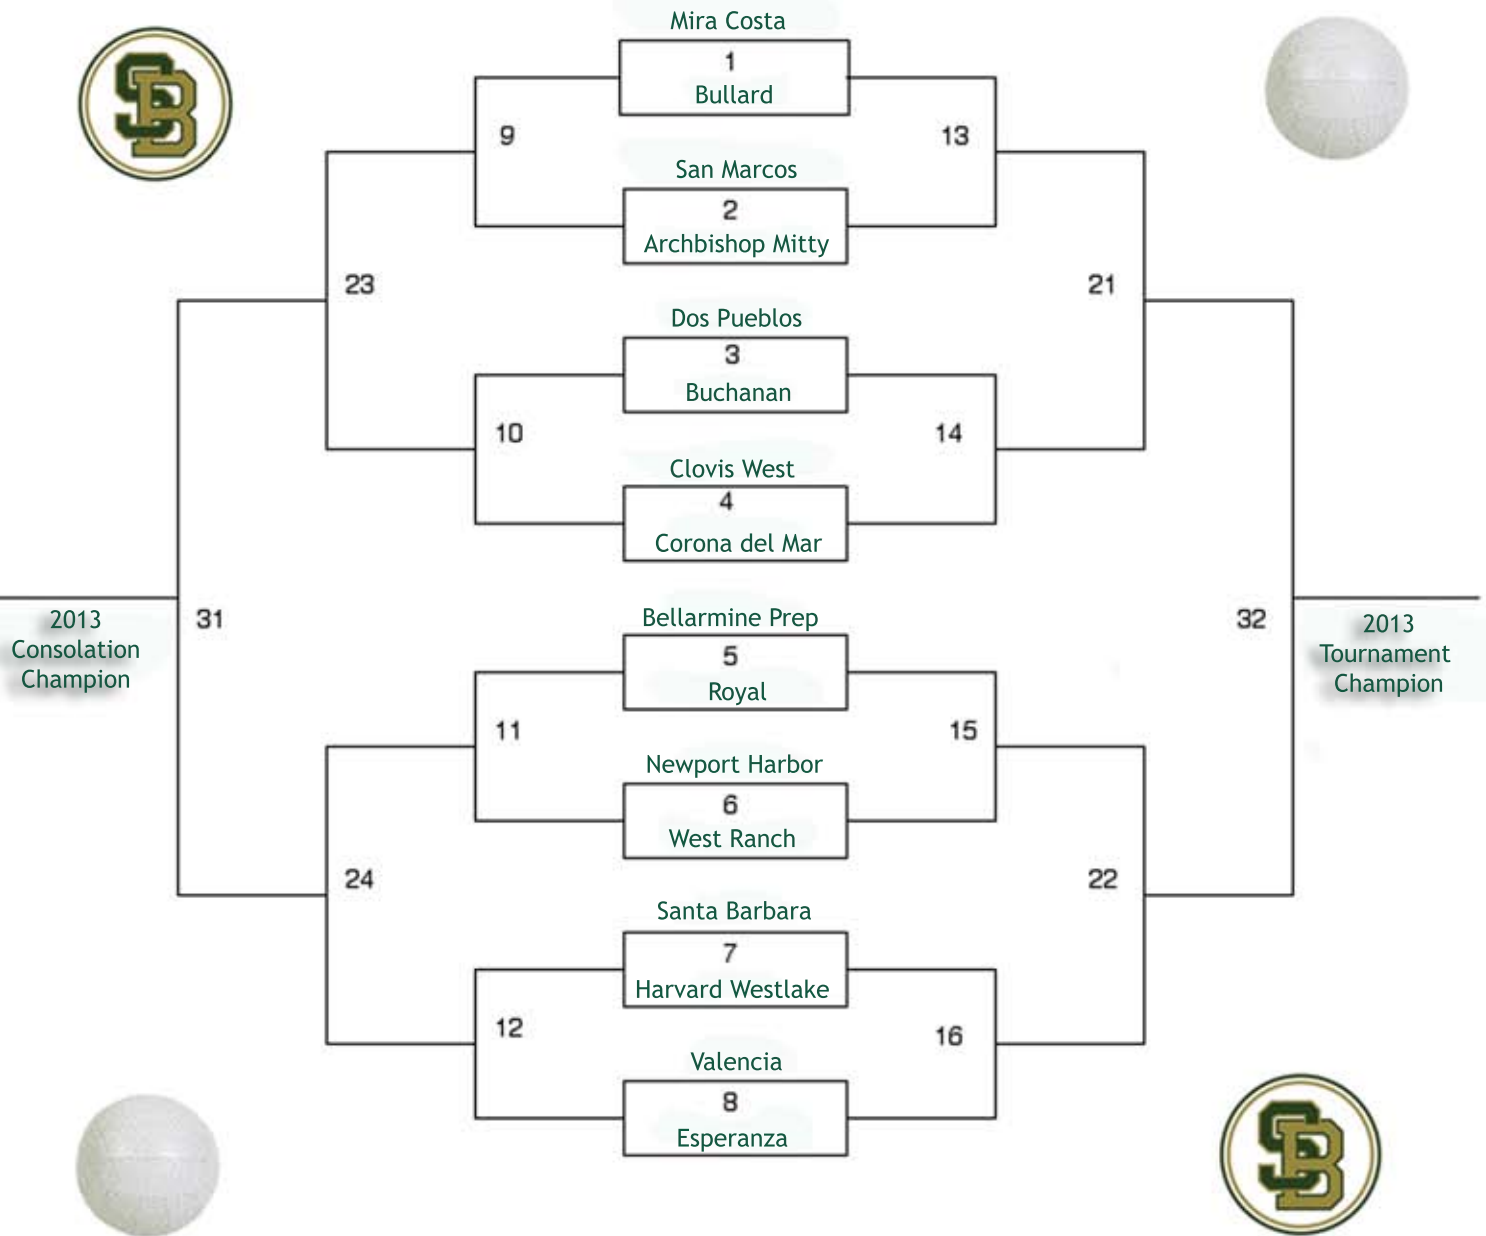 Mira Costa
1
Bullard
9
13
San Marcos
2
Archbishop Mitty
23
21
Dos Pueblos
3
Buchanan
10
14
Clovis West
4
Corona del Mar
31
32
2013
Consolation
Champion
2013
Tournament
Champion
Bellarmine Prep
5
Royal
11
15
Newport Harbor
6
West Ranch
24
22
Santa Barbara
7
Harvard Westlake
12
16
Valencia
8
Esperanza
SB
SB